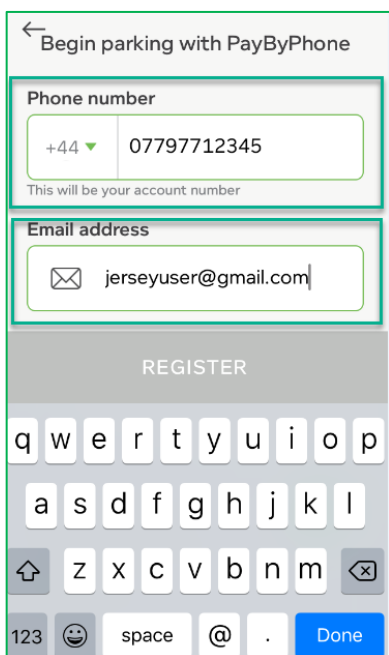 Begin parking with PayByPhone
Phone number
+44 07797712345
This will be your account number
Email address
jerseyuser@gmail.com
REGISTER
q w e r t y u i o p
a s d f g h j k l
z x c v b n m
123 space @ . Done